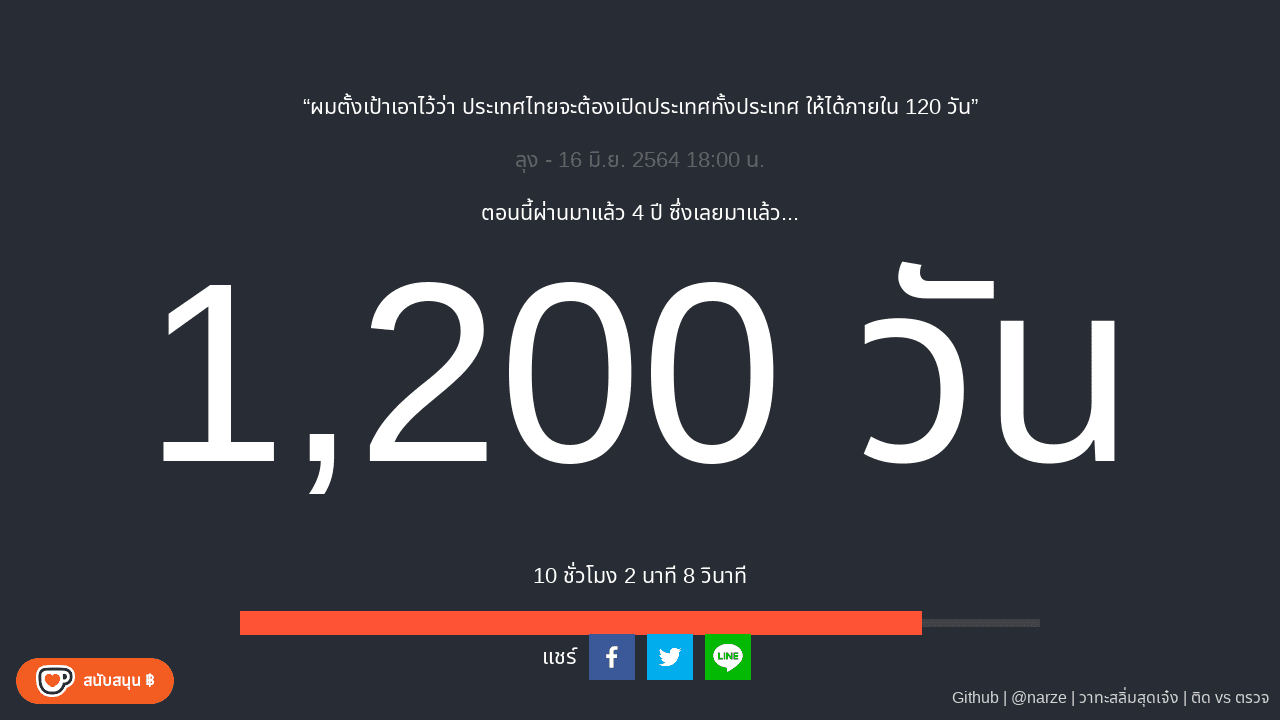 “ผมตั้งเป้าเอาไว้ว่า ประเทศไทยจะต้องเปิดประเทศทั้งประเทศ ให้ได้ภายใน 120 วัน”
ลุง - 16 มิ.ย. 2564 18:00 น.
ตอนนี้ผ่านมาแล้ว 4 ปี ซึ่งเลยมาแล้ว...
1,200 วัน
10 ชั่วโมง 2 นาที 8 วินาที
แชร์
LINE
สนับสนุน ฿
Github | @narze | วาทะสลิ่มสุดเจ๋ง | ติด vs ตรวจ